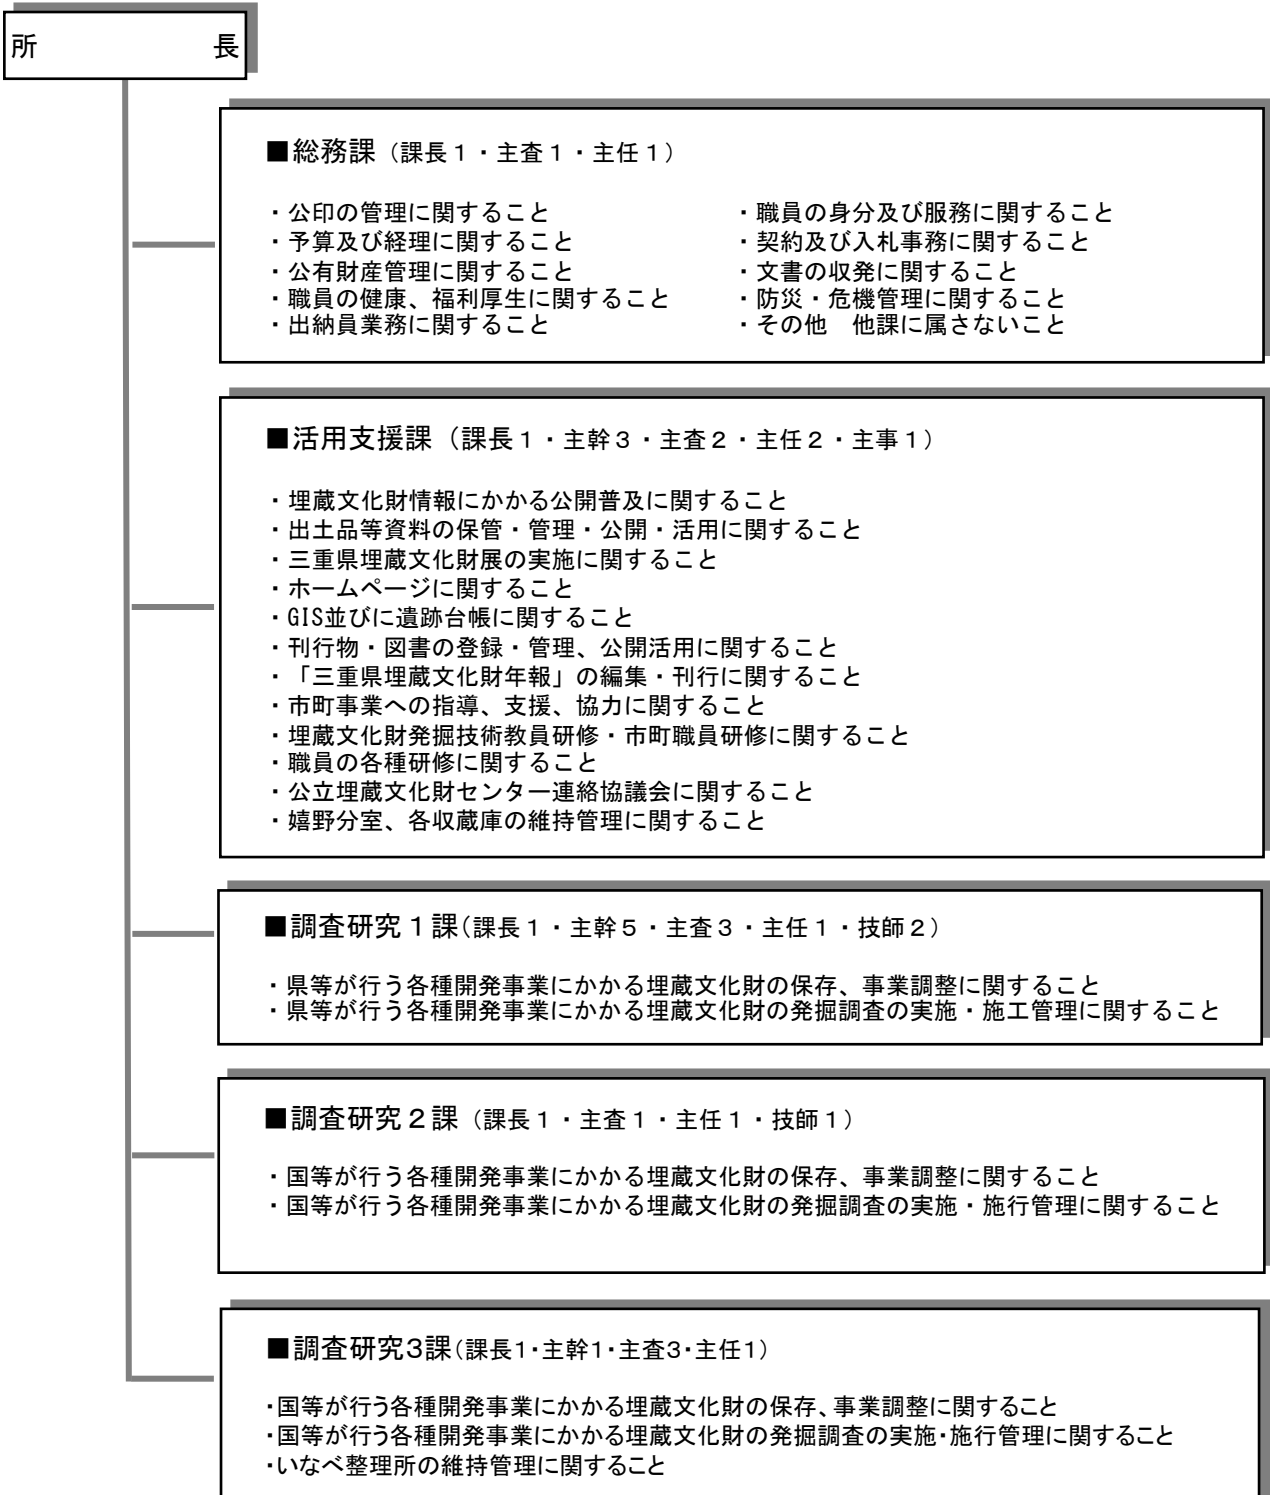 所　　　　　長
■総務課（課長１・主査１・主任１）
・公印の管理に関すること　　　・職員の身分及び服務に関すること
・予算及び経理に関すること　　　・契約及び入札事務に関すること
・公有財産管理に関すること　　　・文書の収発に関すること
・職員の健康、福利厚生に関すること　　　・防災・危機管理に関すること
・出納員業務に関すること　　　・その他　他課に属さないこと
■活用支援課（課長１・主幹３・主査２・主任２・主事１）
・埋蔵文化財情報にかかる公開普及に関すること
・出土品等資料の保管・管理・公開・活用に関すること
・三重県埋蔵文化財展の実施に関すること
・ホームページに関すること
・GIS並びに遺跡台帳に関すること
・刊行物・図書の登録・管理、公開活用に関すること
・「三重県埋蔵文化財年報」の編集・刊行に関すること
・市町事業への指導、支援、協力に関すること
・埋蔵文化財発掘技術教員研修・市町職員研修に関すること
・職員の各種研修に関すること
・公立埋蔵文化財センター連絡協議会に関すること
・嬉野分室、各収蔵庫の維持管理に関すること
■調査研究１課（課長１・主幹５・主査３・主任１・技師２）
・県等が行う各種開発事業にかかる埋蔵文化財の保存、事業調整に関すること
・県等が行う各種開発事業にかかる埋蔵文化財の発掘調査の実施・施工管理に関すること
■調査研究２課（課長１・主査１・主任１・技師１）
・国等が行う各種開発事業にかかる埋蔵文化財の保存、事業調整に関すること
・国等が行う各種開発事業にかかる埋蔵文化財の発掘調査の実施・施行管理に関すること
■調査研究3課（課長1・主幹1・主査3・主任1）
・国等が行う各種開発事業にかかる埋蔵文化財の保存、事業調整に関すること
・国等が行う各種開発事業にかかる埋蔵文化財の発掘調査の実施・施行管理に関すること
・いなべ整理所の維持管理に関すること